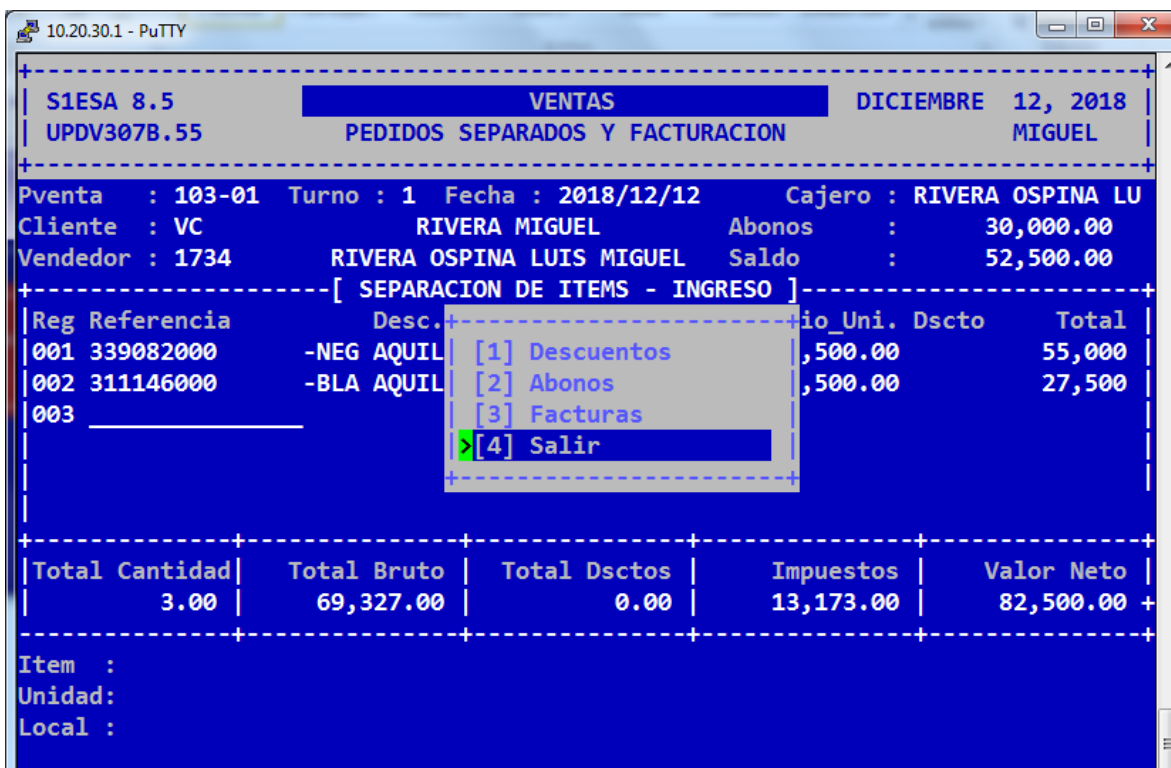 10.20.30.1 - PuTTY
S1ESA 8.5 VENTAS DICIEMBRE 12, 2018
UPDV307B.55 PEDIDOS SEPARADOS Y FACTURACION MIGUEL
Pventa : 103-01 Turno : 1 Fecha : 2018/12/12 Cajero : RIVERA OSPINA LU
Cliente : VC RIVERA MIGUEL Abonos : 30,000.00
Vendedor : 1734 RIVERA OSPINA LUIS MIGUEL Saldo : 52,500.00
[ SEPARACION DE ITEMS - INGRESO ]
Reg Referencia Desc. io_Uni. Dscto Total
001 339082000 -NEG AQUIL [1] Descuentos ,500.00 55,000
002 311146000 -BLA AQUIL [2] Abonos ,500.00 27,500
003 [3] Facturas
>[4] Salir
Total Cantidad Total Bruto Total Dsctos Impuestos Valor Neto
3.00 69,327.00 0.00 13,173.00 82,500.00 +
Item :
Unidad:
Local :